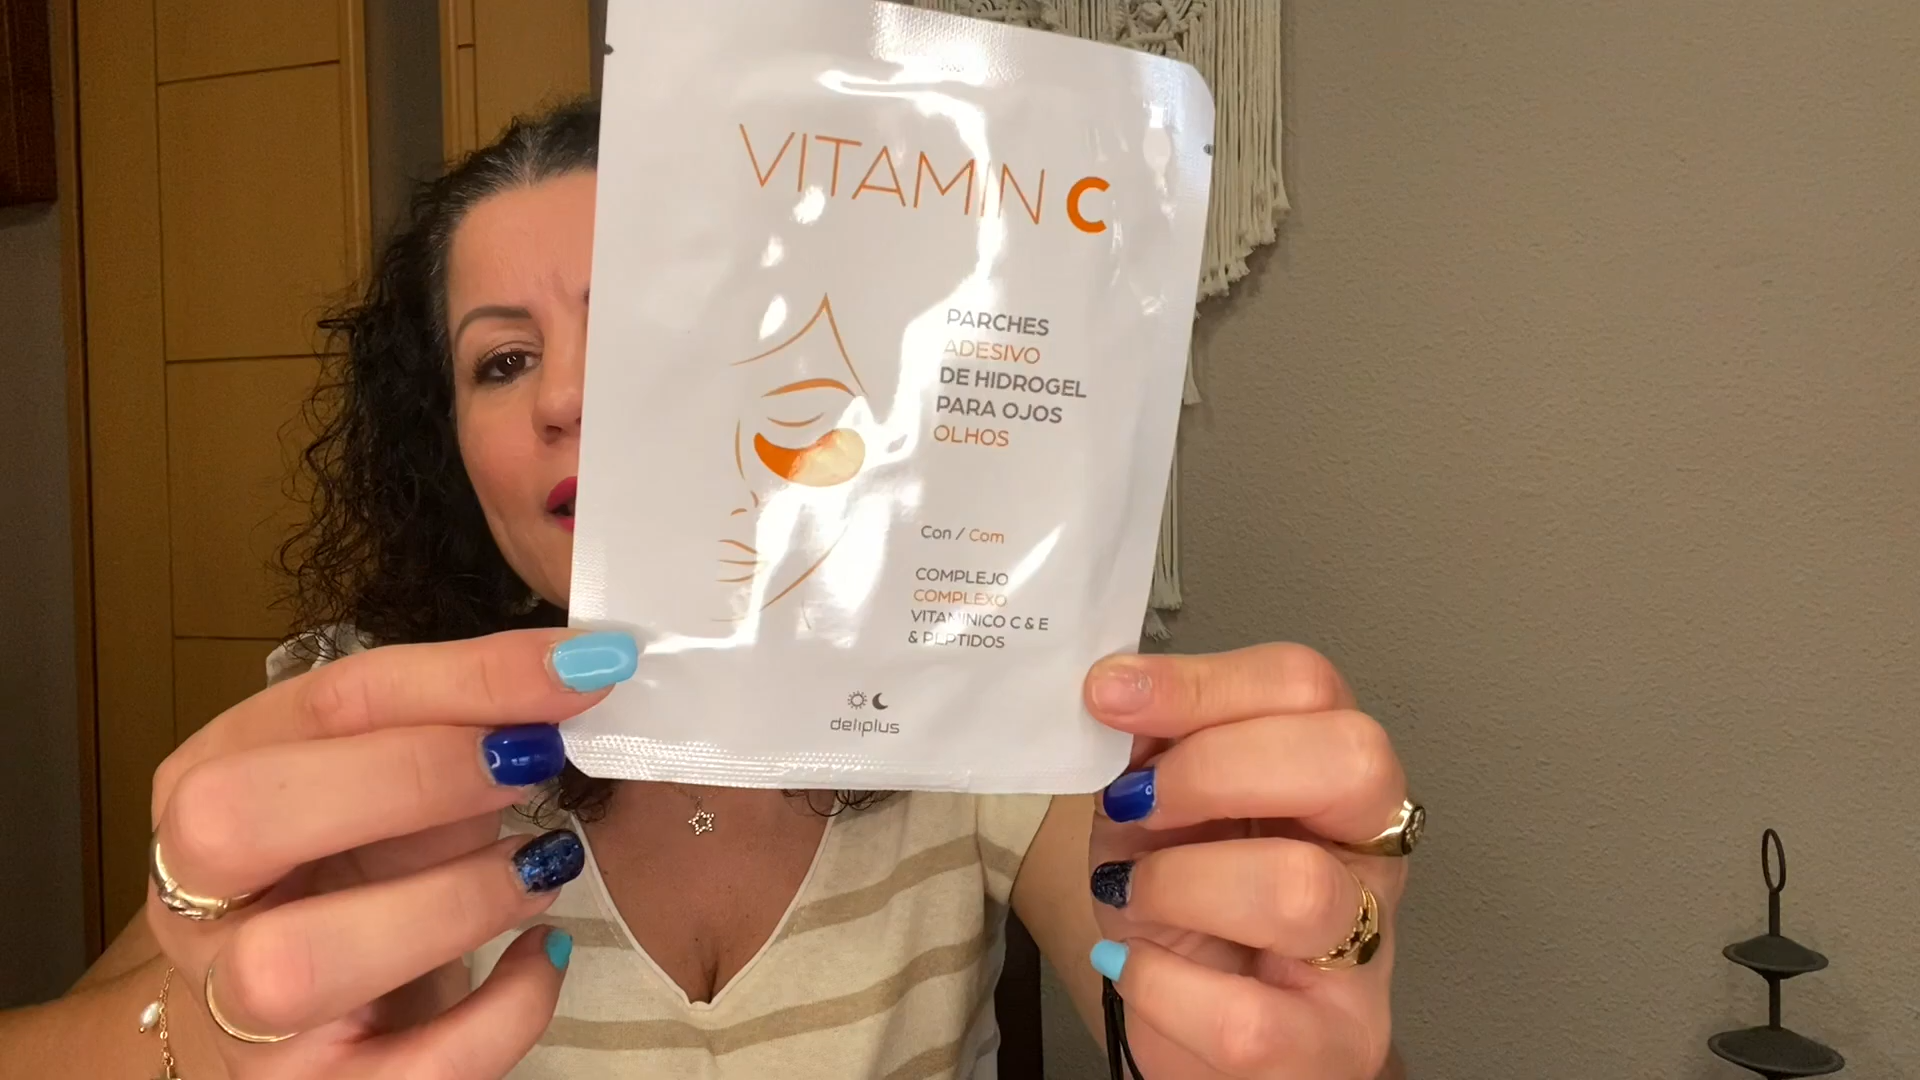 VITAMIN C
PARCHES
ADESIVO
DE HIDROGEL
PARA OJOS
OLHOS
Con / Com
COMPLEJO
COMPLEXO
VITAMINICO C & E
& PEPTIDOS
deliplus